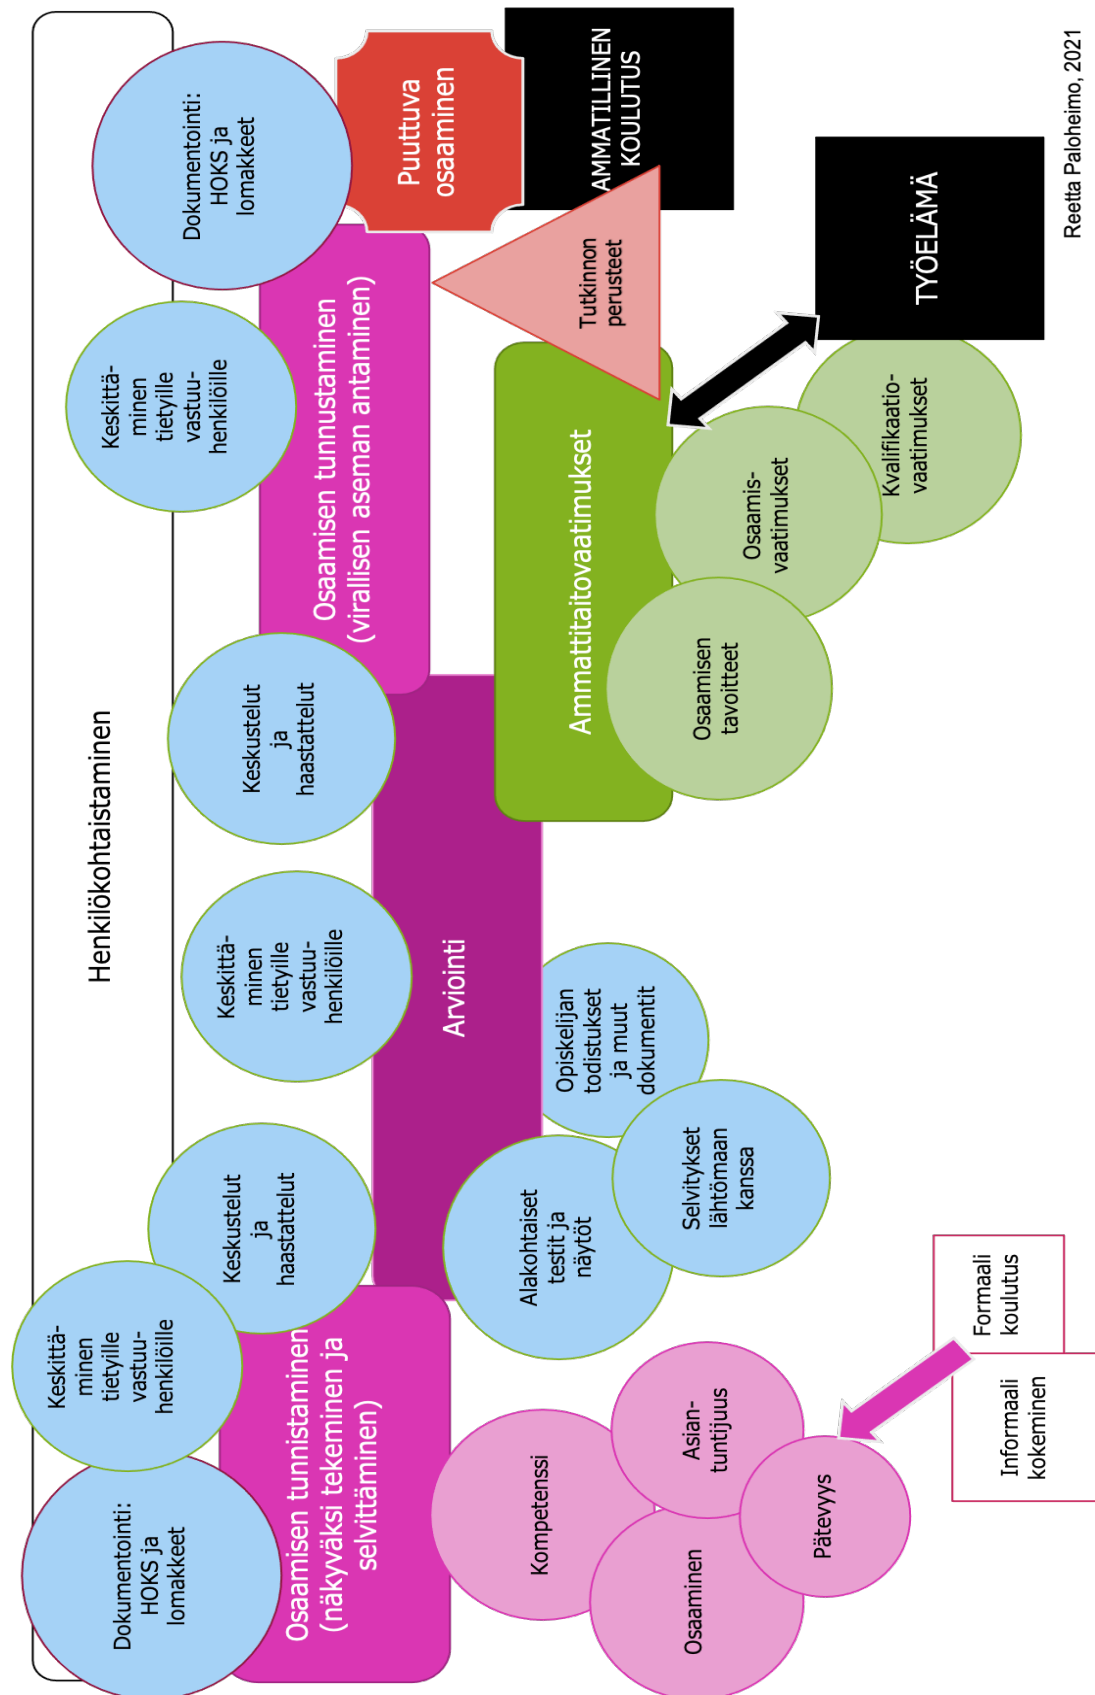 Henkilökohtaistaminen
Dokumentointi:
HOKS ja
lomakkeet
Keskittä-
minen
tietyille
vastuu-
henkilöille
Keskustelut
ja
haastattelut
Keskittä-
minen
tietyille
vastuu-
henkilöille
Keskustelut
ja
haastattelut
Keskittä-
minen
tietyille
vastuu-
henkilöille
Dokumentointi:
HOKS ja
lomakkeet
Osaamisen tunnistaminen
(näkyväksi tekeminen ja
selvittäminen)
Arviointi
Osaamisen tunnustaminen
(virallisen aseman antaminen)
Puuttuva
osaaminen
AMMATILLINEN
KOULUTUS
Kompetenssi
Osaaminen
Asian-
tuntijuus
Pätevyys
Formaali
koulutus
Informaali
kokeminen
Alakohtaiset
testit ja
näytöt
Selvitykset
lähtömaan
kanssa
Opiskelijan
todistukset
ja muut
dokumentit
Ammattitaitovaatimukset
Tutkinnon
perusteet
Osaamisen
tavoitteet
Osaamis-
vaatimukset
Kvalifikaatio-
vaatimukset
TYÖELÄMÄ
Reetta Paloheimo, 2021